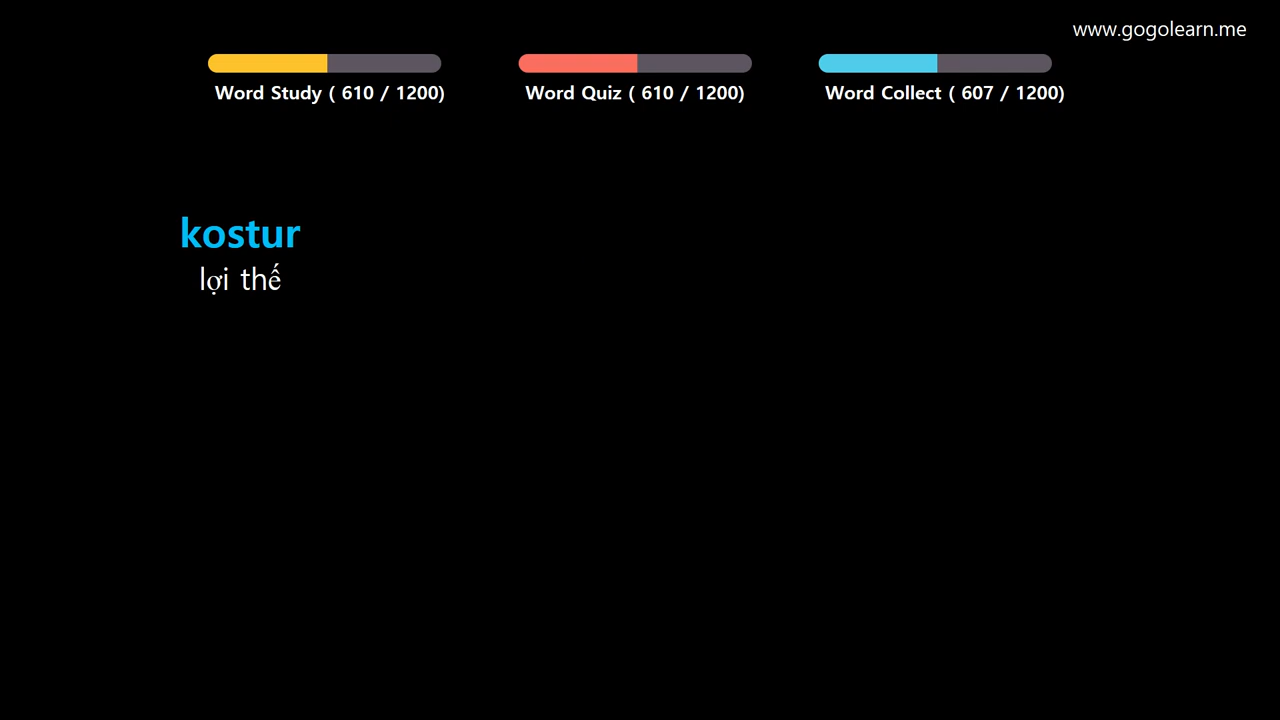 www.gogolearn.me
Word Study ( 610 / 1200)
Word Quiz ( 610 / 1200)
Word Collect ( 607 / 1200)
kostur
lợi thế